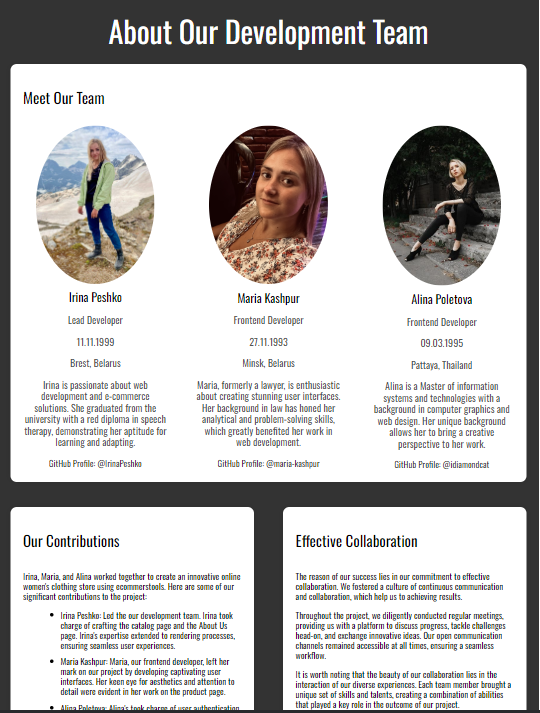 About Our Development Team
Meet Our Team
Irina Peshko
Lead Developer
11.11.1999
Brest, Belarus
Irina is passionate about web
development and e-commerce
solutions. She graduated from the
university with a red diploma in speech
therapy, demonstrating her aptitude for
learning and adapting.
GitHub Profile: @IrinaPeshko
Maria Kashpur
Frontend Developer
27.11.1993
Minsk, Belarus
Maria, formerly a lawyer, is enthusiastic
about creating stunning user interfaces.
Her background in law has honed her
analytical and problem-solving skills,
which greatly benefited her work in
web development.
GitHub Profile: @maria-kashpur
Alina Poletova
Frontend Developer
09.03.1995
Pattaya, Thailand
Alina is a Master of information
systems and technologies with a
background in computer graphics and
web design. Her unique background
allows her to bring a creative
perspective to her work.
GitHub Profile: @idiamondcat
Our Contributions
Irina, Maria, and Alina worked together to create an innovative online
women's clothing store using ecommerstools. Here are some of our
significant contributions to the project:
Irina Peshko: Led the our development team. Irina took
charge of crafting the catalog page and the About Us
page. Irina's expertise extended to rendering processes,
ensuring seamless user experiences.
Maria Kashpur: Maria, our frontend developer, left her
mark on our project by developing captivating user
interfaces. Her keen eye for aesthetics and attention to
detail were evident in her work on the product page.
Alina Poletova: Alina's took charge of user authentication
Effective Collaboration
The reason of our success lies in our commitment to effective
collaboration. We fostered a culture of continuous communication
and collaboration, which help us to achieving results.
Throughout the project, we diligently conducted regular meetings,
providing us with a platform to discuss progress, tackle challenges
head-on, and exchange innovative ideas. Our open communication
channels remained accessible at all times, ensuring a seamless
workflow.
It is worth noting that the beauty of our collaboration lies in the
interaction of our diverse experiences. Each team member brought a
unique set of skills and talents, creating a combination of abilities
that played a key role in the outcome of our project.